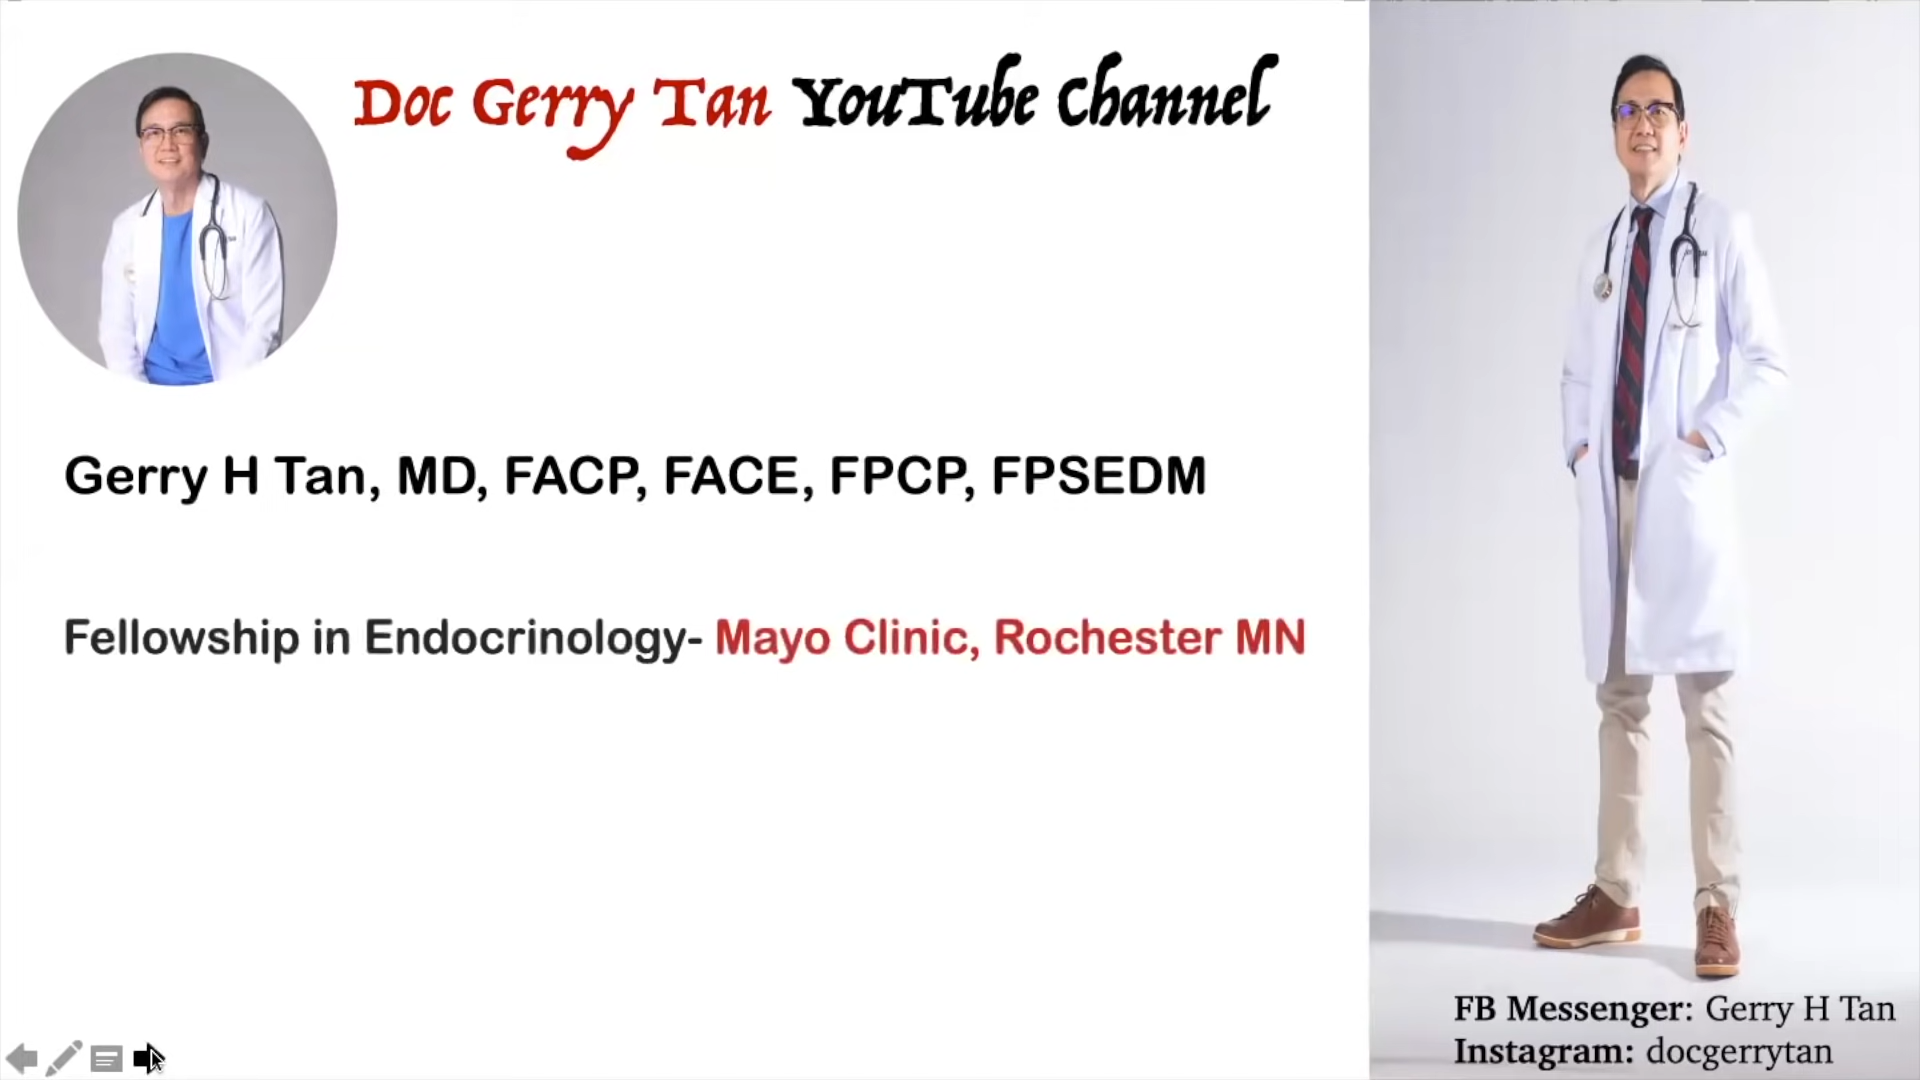 Doc Gerry Tan YouTube Channel
Gerry H Tan, MD, FACP, FACE, FPCP, FPSEDM
Fellowship in Endocrinology- Mayo Clinic, Rochester MN
FB Messenger: Gerry H Tan
Instagram: docgerrytan